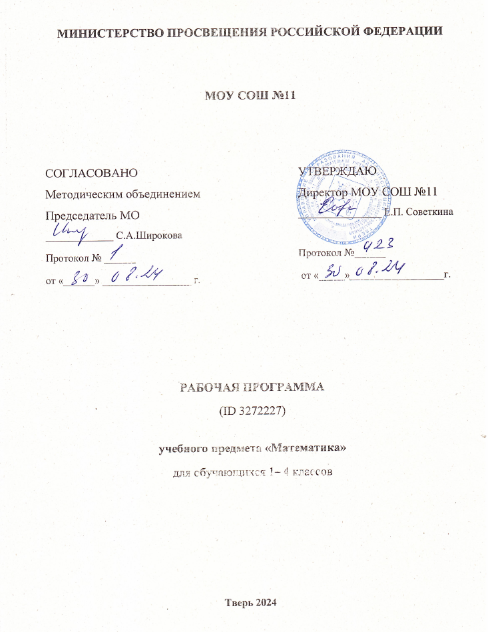 МИНИСТЕРСТВО ПРОСВЕЩЕНИЯ РОССИЙСКОЙ ФЕДЕРАЦИИ
МОУ СОШ №11
СОГЛАСОВАНО
Методическим объединением
Председатель МО
С.А.Широкова
Протокол № 1
от «30» 08.24 г.
УТВЕРЖДАЮ
Директор МОУ СОШ №11
Е.П. Советкина
Протокол № 423
от «30» 08.24 г.
РАБОЧАЯ ПРОГРАММА
(ID 3272227)
учебного предмета «Математика»
для обучающихся 1– 4 классов
Тверь 2024